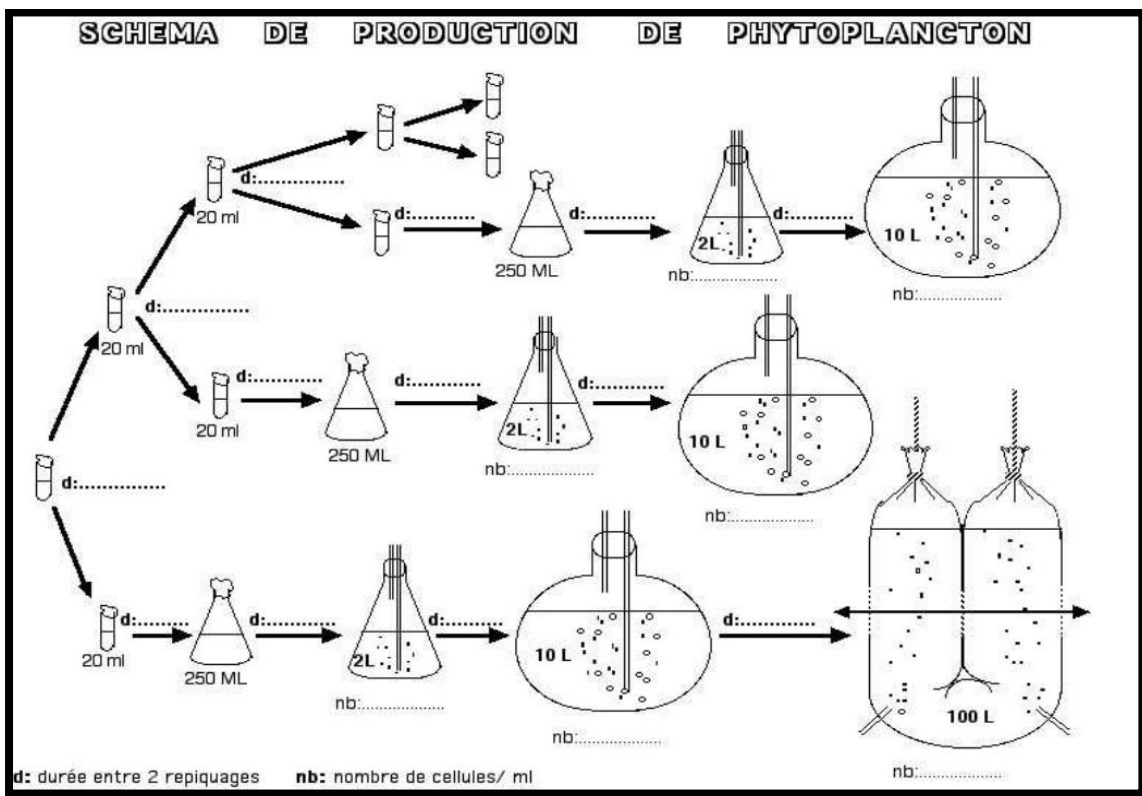 SCHEMA DE PRODUCTION DE PHYTOPLANCTON
d:...............
20 ml
d:............
d:............
d:............
250 ML
2L
nb:...................
10 L
nb:...................
d:...............
20 ml
d:............
d:............
d:............
20 ml
250 ML
2L
nb:...................
10 L
nb:...................
d:...............
d:............
d:............
d:............
d:............
20 ml
250 ML
2L
nb:...................
10 L
nb:...................
100 L
nb:...................
d: durée entre 2 repiquages nb: nombre de cellules/ ml